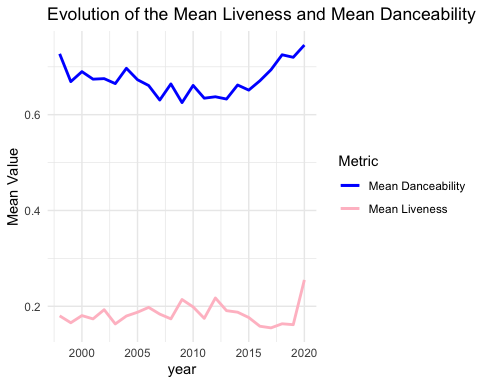 Evolution of the Mean Liveness and Mean Danceability
Mean Value
0.6
0.4
0.2
2000 2005 2010 2015 2020
year
Metric
Mean Danceability
Mean Liveness